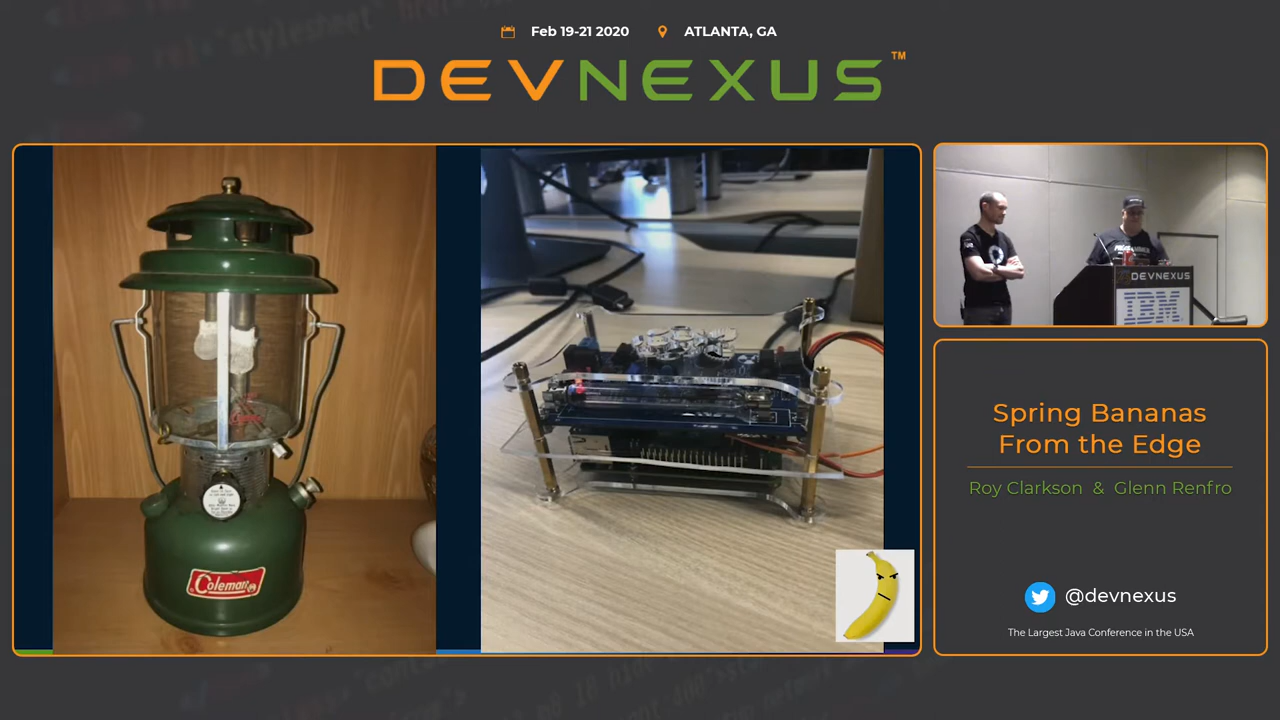 Feb 19-21 2020 ATLANTA, GA
DEVNEXUS™
Coleman
DEVNEXUS
IBM
Spring Bananas
From the Edge
Roy Clarkson & Glenn Renfro
@devnexus
The Largest Java Conference in the USA